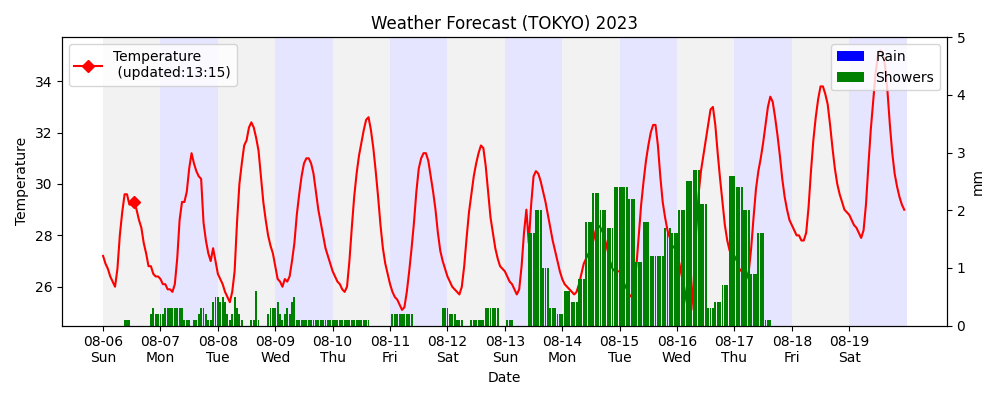 Weather Forecast (TOKYO) 2023
Temperature
(updated:13:15)
Rain
Showers
Temperature
34
32
30
28
26
5
4
3
2
1
0
mm
08-06 08-07 08-08 08-09 08-10 08-11 08-12 08-13 08-14 08-15 08-16 08-17 08-18 08-19
Sun Mon Tue Wed Thu Fri Sat Sun Mon Tue Wed Thu Fri Sat
Date